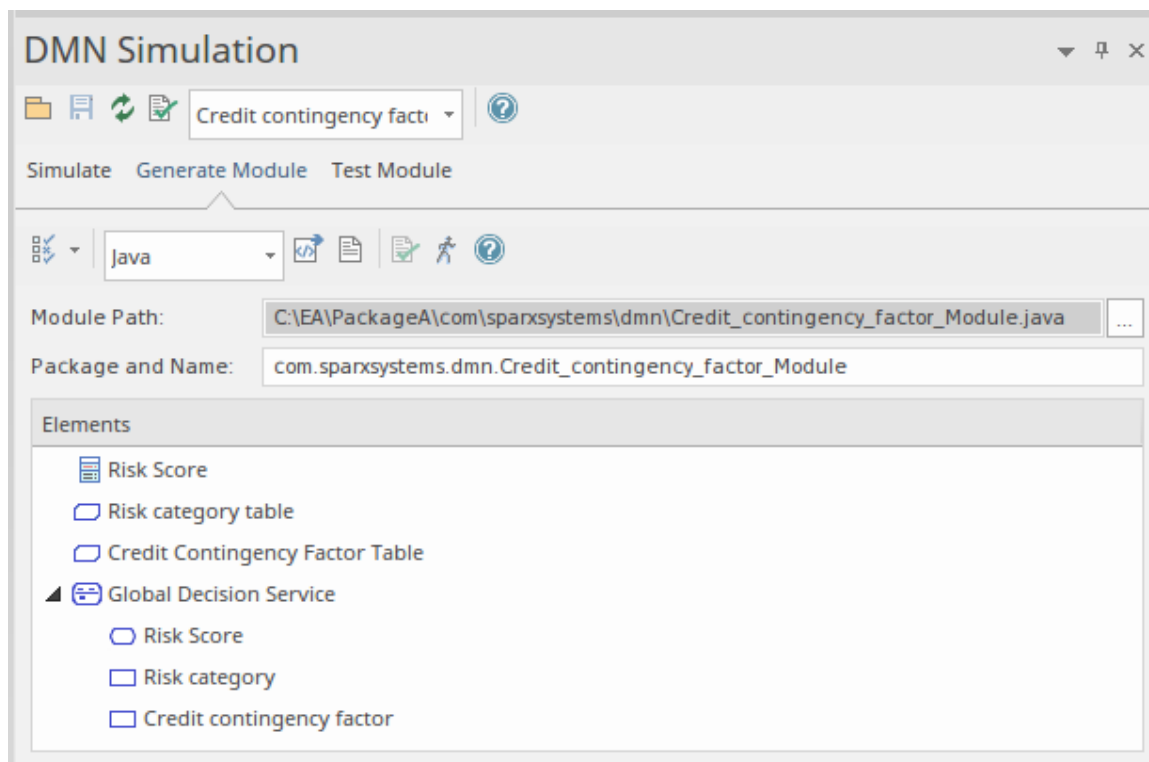 DMN Simulation
Credit contingency facto
Simulate Generate Module Test Module
Java
Module Path: C:\EA\PackageA\com\sparxsystems\dmn\Credit_contingency_factor_Module.java ...
Package and Name: com.sparxsystems.dmn.Credit_contingency_factor_Module
Elements
Risk Score
Risk category table
Credit Contingency Factor Table
Global Decision Service
Risk Score
Risk category
Credit contingency factor